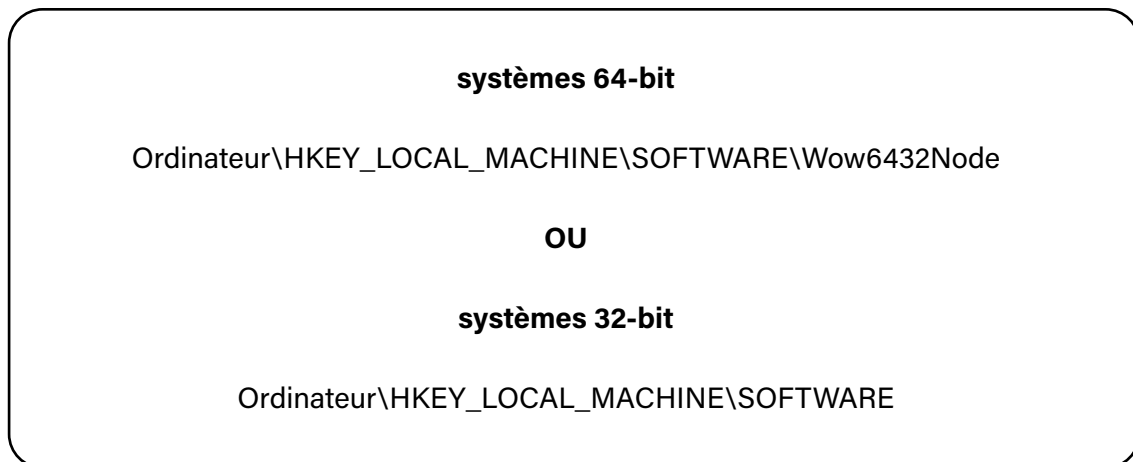 systèmes 64-bit
Ordinateur\HKEY_LOCAL_MACHINE\SOFTWARE\Wow6432Node
OU
systèmes 32-bit
Ordinateur\HKEY_LOCAL_MACHINE\SOFTWARE